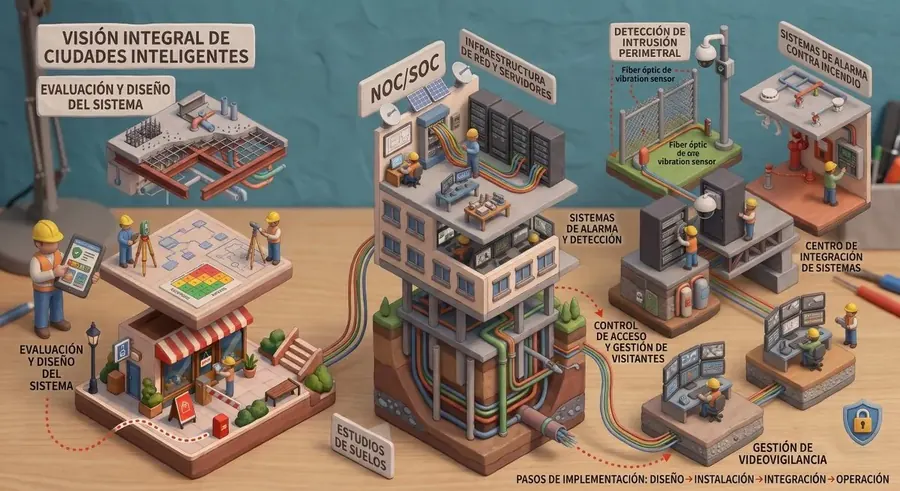 VISIÓN INTEGRAL DE
CIUDADES INTELIGENTES
EVALUACIÓN Y DISEÑO
DEL SISTEMA
NOC/SOC
INFRAESTRUCTURA
DE RED Y SERVIDORES
DETECCIÓN DE
INTRUSIÓN
PERIMETRAL
Fiber óptic de
vibration sensor
Fiber óptic
de ore
vibration sensor
SISTEMAS DE ALARMA
CONTRA INCENDIO
SISTEMAS
DE ALARMA
Y DETECCIÓN
CENTRO DE
INTEGRACIÓN
DE SISTEMAS
EVALUACIÓN
Y DISEÑO
DEL
SISTEMA
CONTROL
DE ACCESO
Y GESTIÓN DE
VISITANTES
ESTUDIOS
DE SUELOS
GESTIÓN DE
VIDEOVIGILANCIA
PASOS DE IMPLEMENTACIÓN: DISEÑO→INSTALACIÓN→INTEGRACIÓN→OPERACIÓN